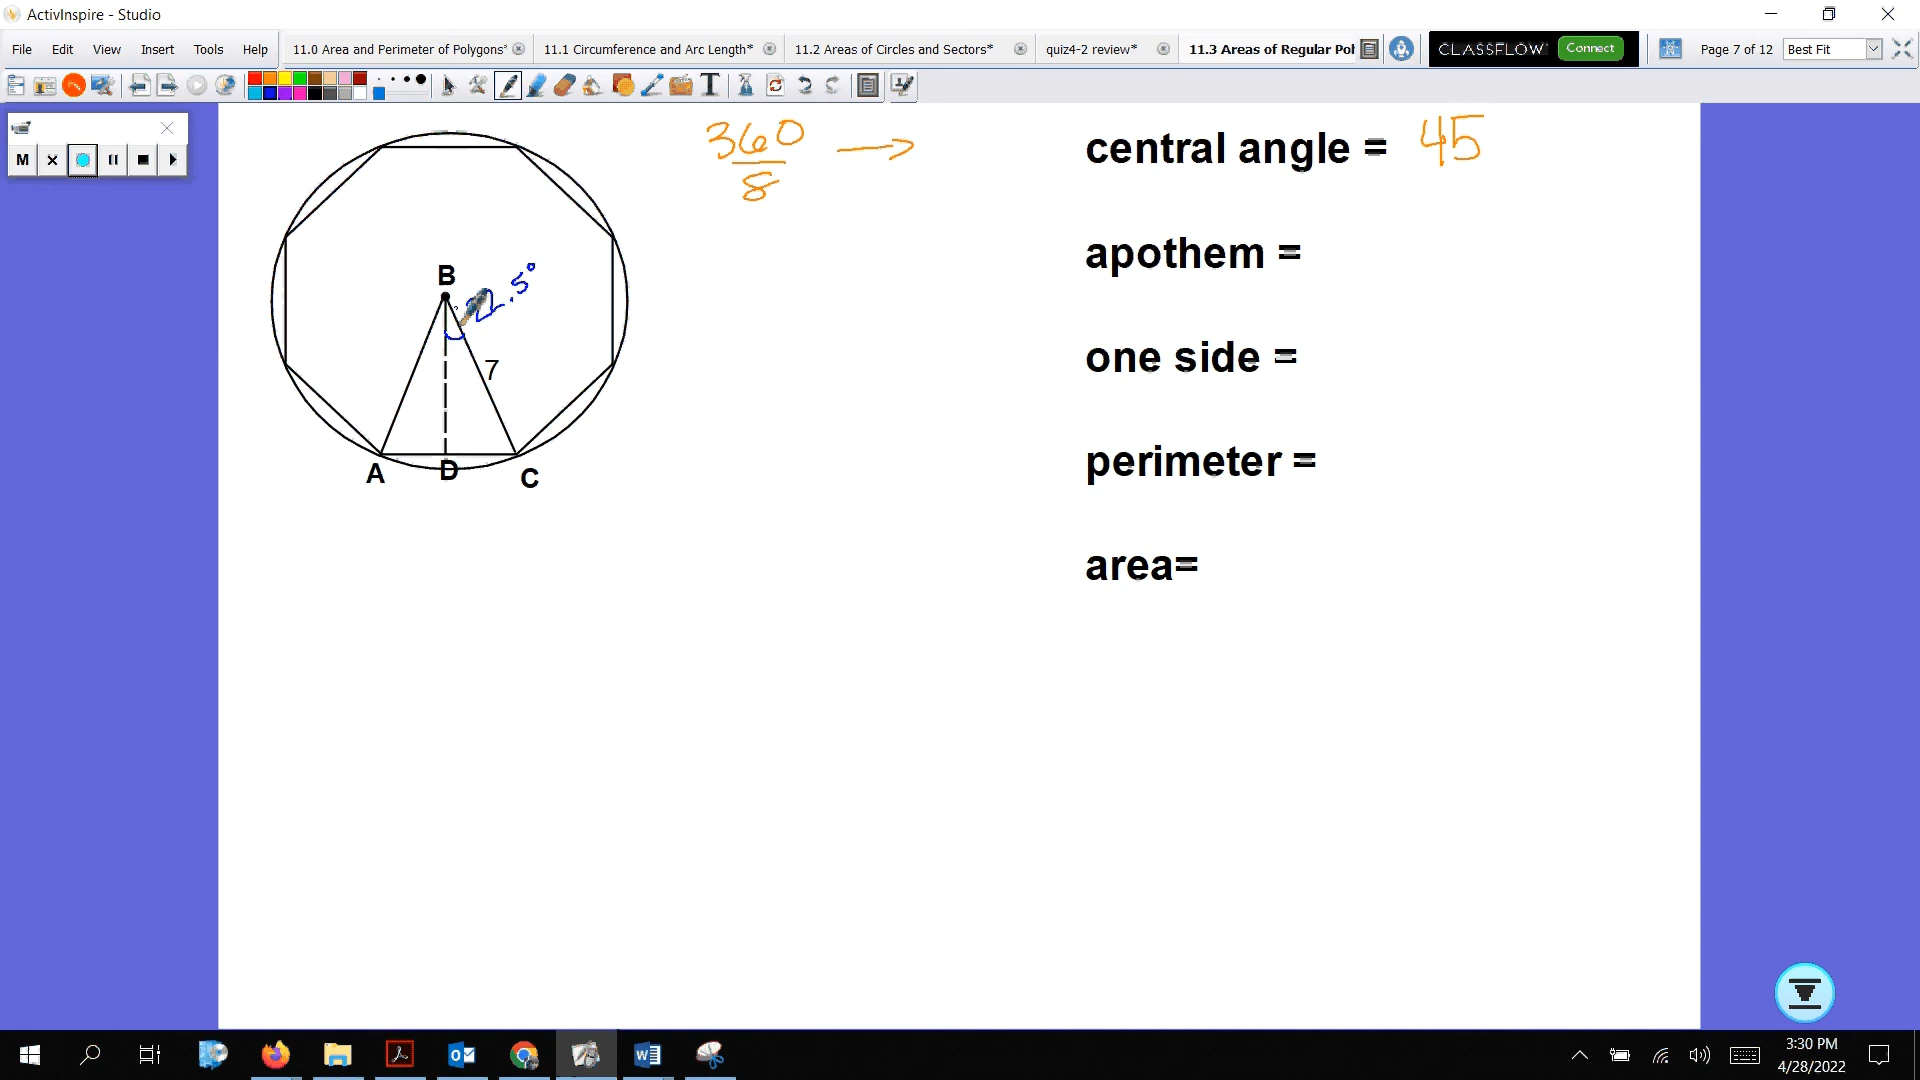 ActivInspire - Studio
File Edit View Insert Tools Help
11.0 Area and Perimeter of Polygons*
11.1 Circumference and Arc Length*
11.2 Areas of Circles and Sectors*
quiz4-2 review*
11.3 Areas of Regular Pol
CLASSFLOW Connect
Page 7 of 12
Best Fit
T
M
360
8
central angle = 45
apothem =
B
22.5°
one side =
7
perimeter =
A D C
area=
3:30 PM
4/28/2022